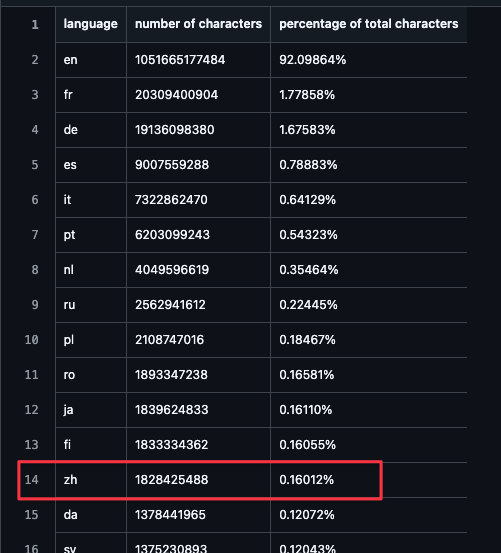 1 language number of characters percentage of total characters
2 en 1051665177484 92.09864%
3 fr 20309400904 1.77858%
4 de 19136098380 1.67583%
5 es 9007559288 0.78883%
6 it 7322862470 0.64129%
7 pt 6203099243 0.54323%
8 nl 4049596619 0.35464%
9 ru 2562941612 0.22445%
10 pl 2108747016 0.18467%
11 ro 1893347238 0.16581%
12 ja 1839624833 0.16110%
13 fi 1833334362 0.16055%
14 zh 1828425488 0.16012%
15 da 1378441965 0.12072%
16 sv 1375230893 0.12043%